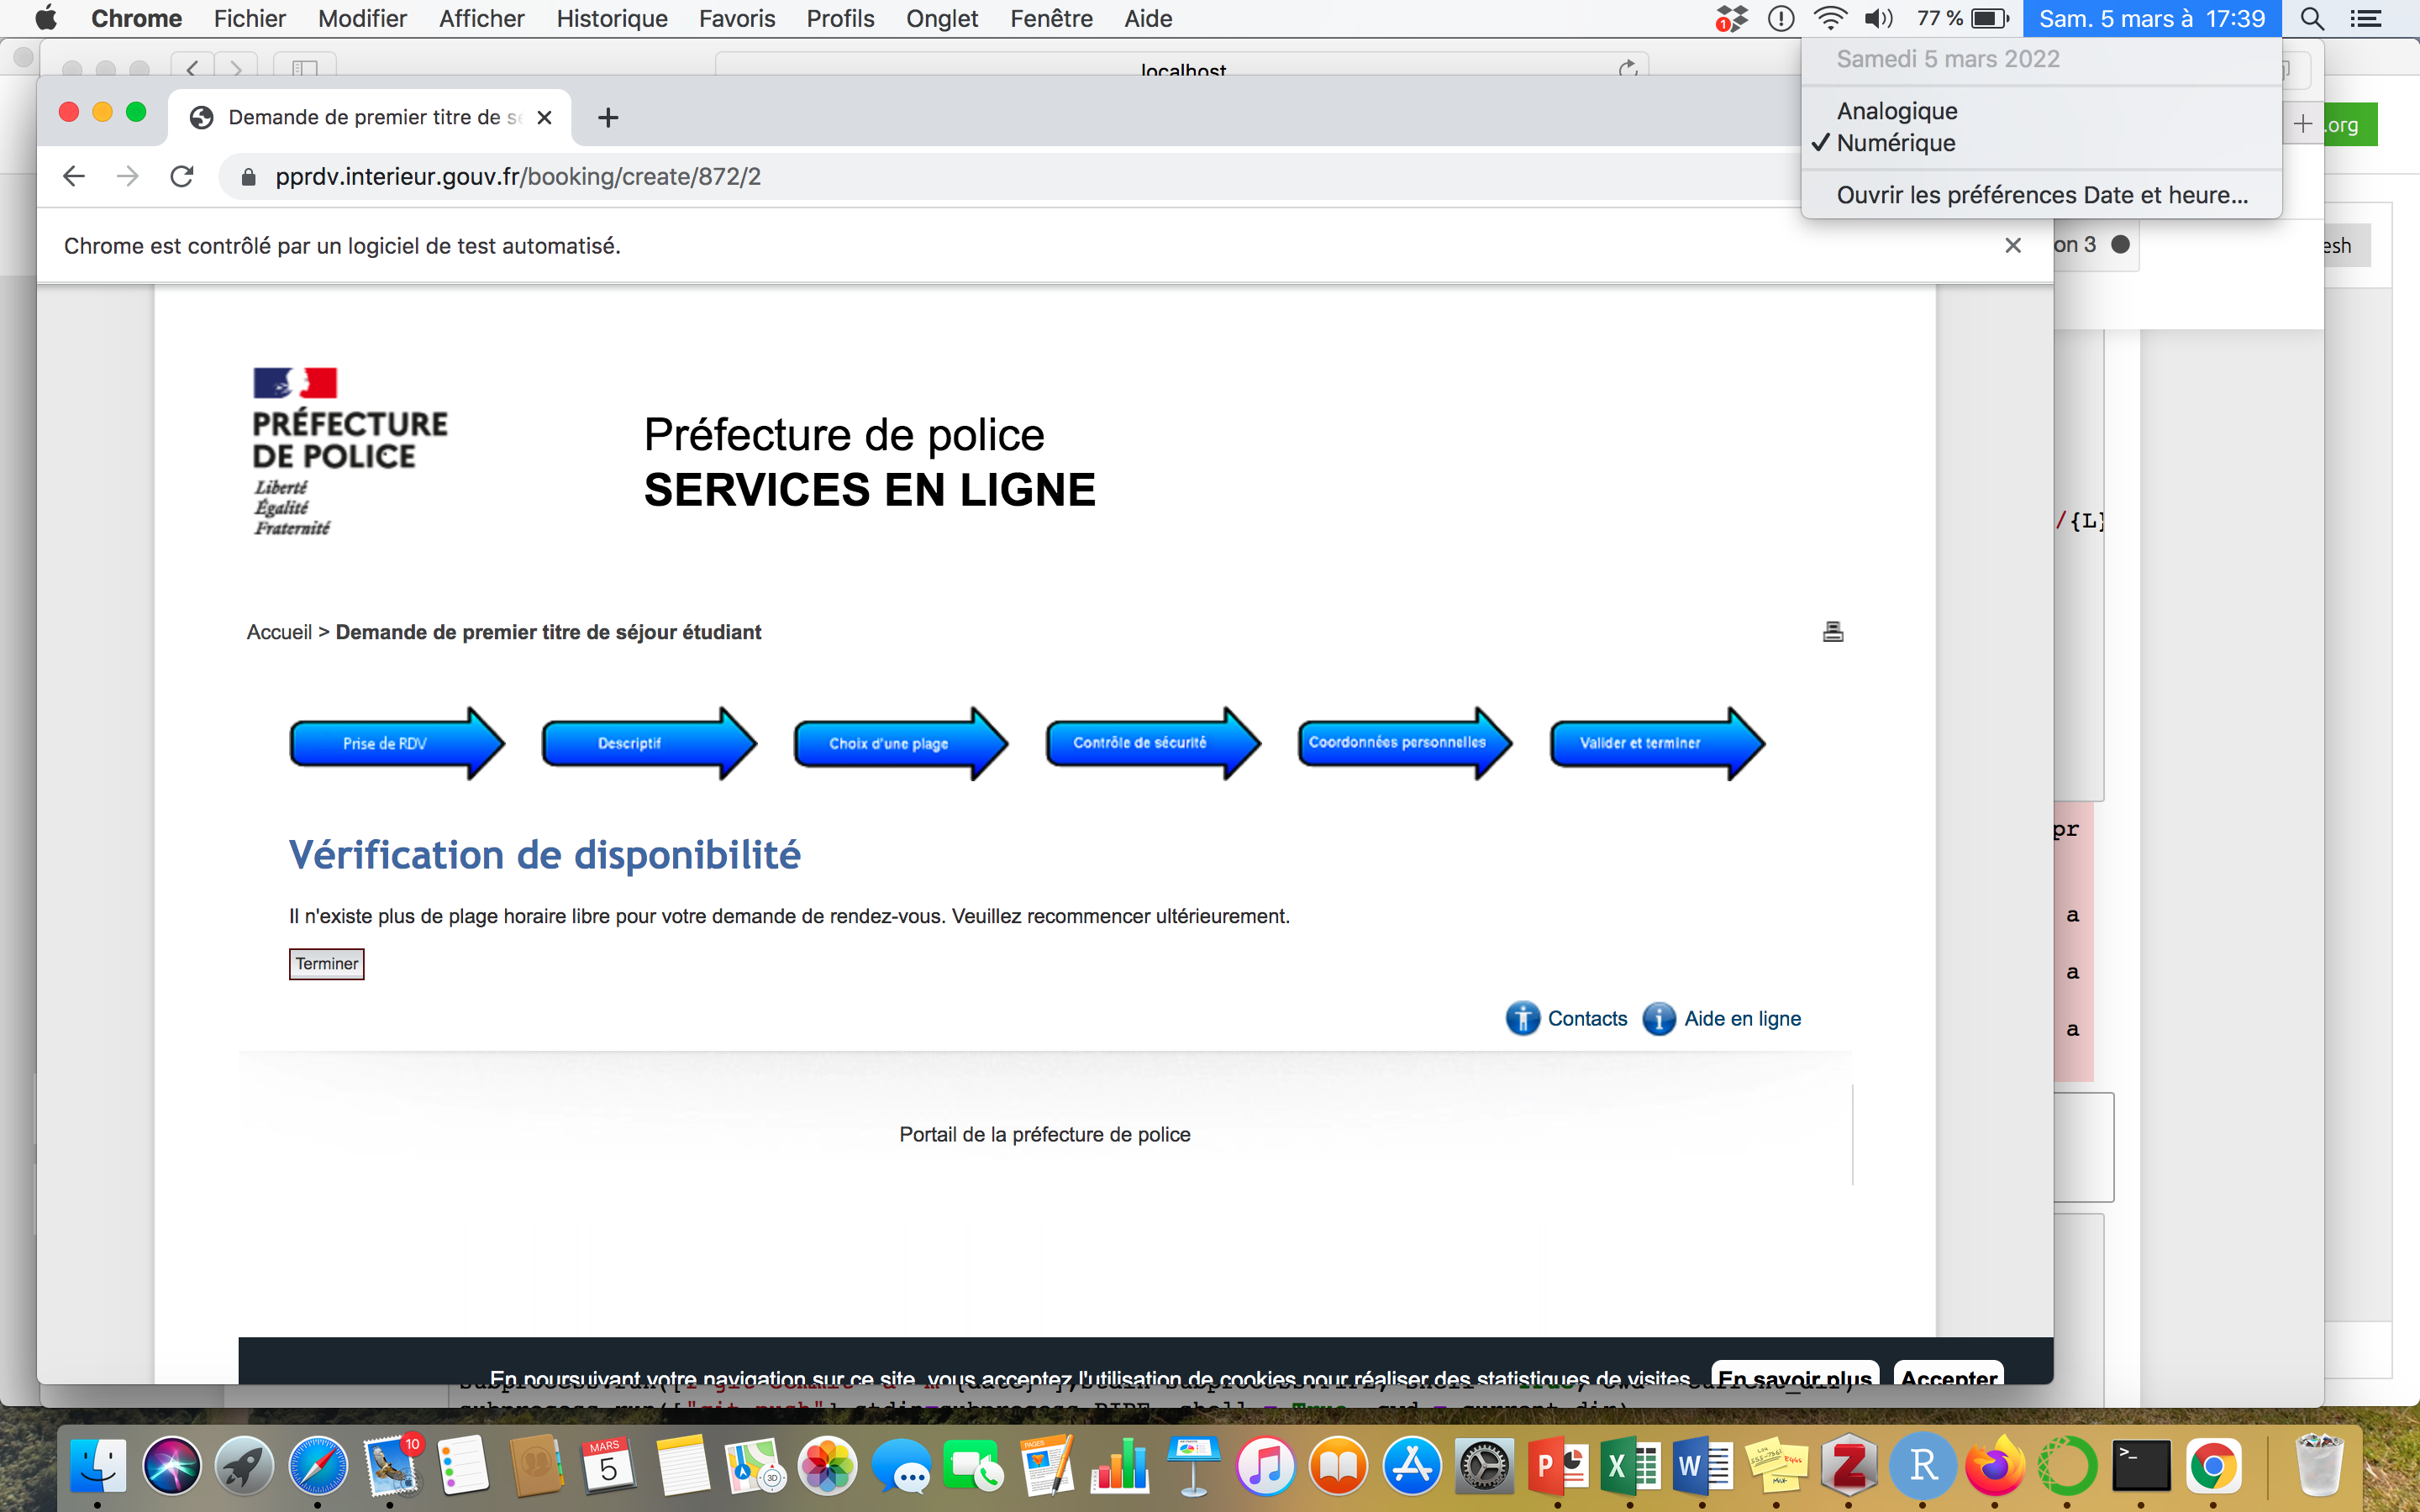 Chrome Fichier Modifier Afficher Historique Favoris Profils Onglet Fenêtre Aide
1 77 % Sam. 5 mars à 17:39
localhost
Samedi 5 mars 2022
Analogique
✓ Numérique
Ouvrir les préférences Date et heure...
Demande de premier titre de s
.org
pprdv.interieur.gouv.fr/booking/create/872/2
Chrome est contrôlé par un logiciel de test automatisé.
on 3
esh
PRÉFECTURE
DE POLICE
Liberté
Égalité
Fraternité
Préfecture de police
SERVICES EN LIGNE
/{L}
Accueil > Demande de premier titre de séjour étudiant
Prise de RDV
Descriptif
Choix d'une plage
Contrôle de sécurité
Coordonnées personnelles
Valider et terminer
pr
Vérification de disponibilité
Il n'existe plus de plage horaire libre pour votre demande de rendez-vous. Veuillez recommencer ultérieurement.
a
Terminer
a
Contacts
Aide en ligne
a
Portail de la préfecture de police
En poursuivant votre navigation sur ce site, vous acceptez l'utilisation de cookies pour réaliser des statistiques de visites.
En savoir plus
Accepter
10
MARS
5
3D
PAGES
P
X
W
Z
R
>_